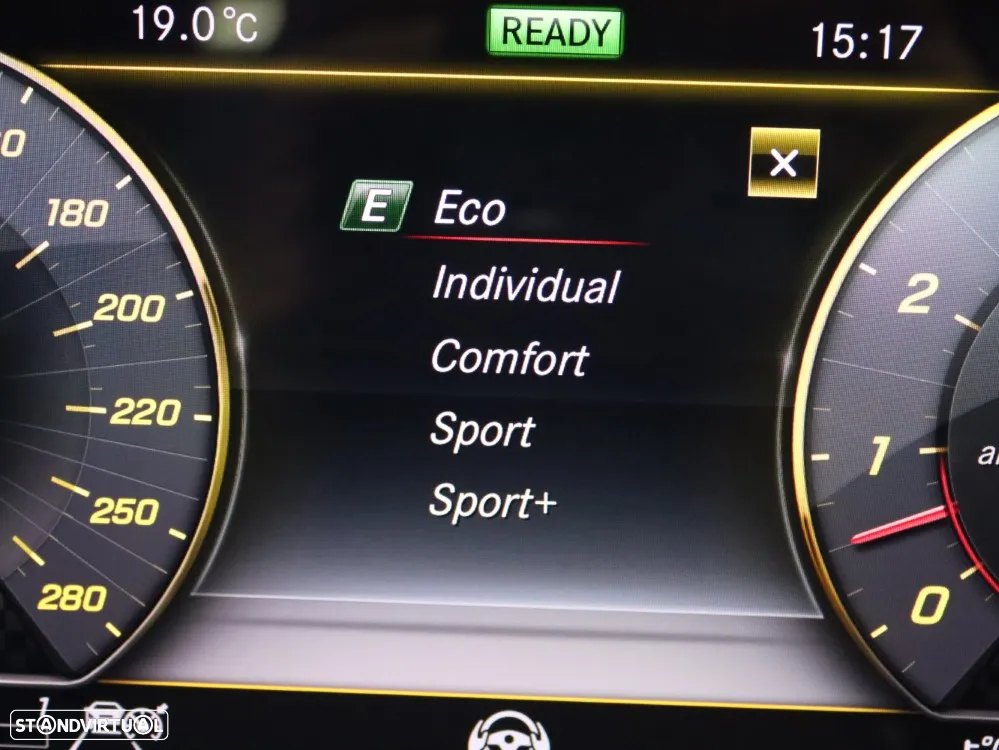 19.0 °C
READY
15:17
E Eco
Individual
Comfort
Sport
Sport+
180
200
220
250
280
2
1
0
STANDVIRTUAL